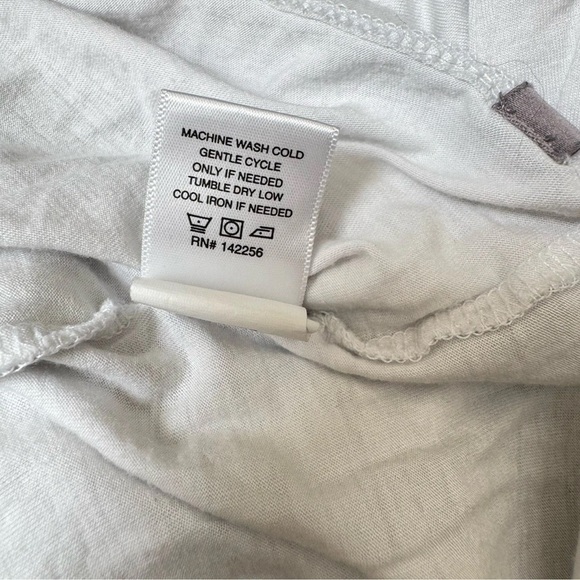 MACHINE WASH COLD
GENTLE CYCLE
ONLY IF NEEDED
TUMBLE DRY LOW
COOL IRON IF NEEDED
RN# 142256